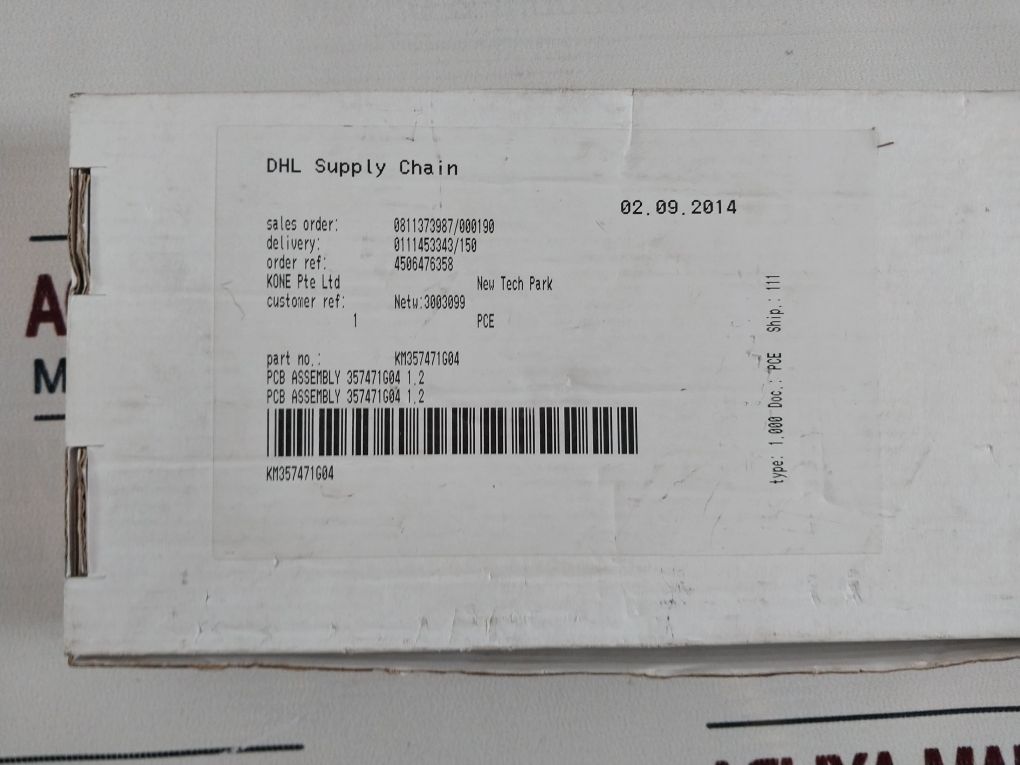 DHL Supply Chain
02.09.2014
sales order: 0811373987/000190
delivery: 0111453343/150
order ref: 4506476358
KONE Pte Ltd New Tech Park
customer ref: Netw:3003099
1 PCE
part no.: KM357471G04
PCB ASSEMBLY 357471G04 1.2
PCB ASSEMBLY 357471G04 1.2
KM357471G04
type: 1.000 Doc.: PCE Ship.: 111